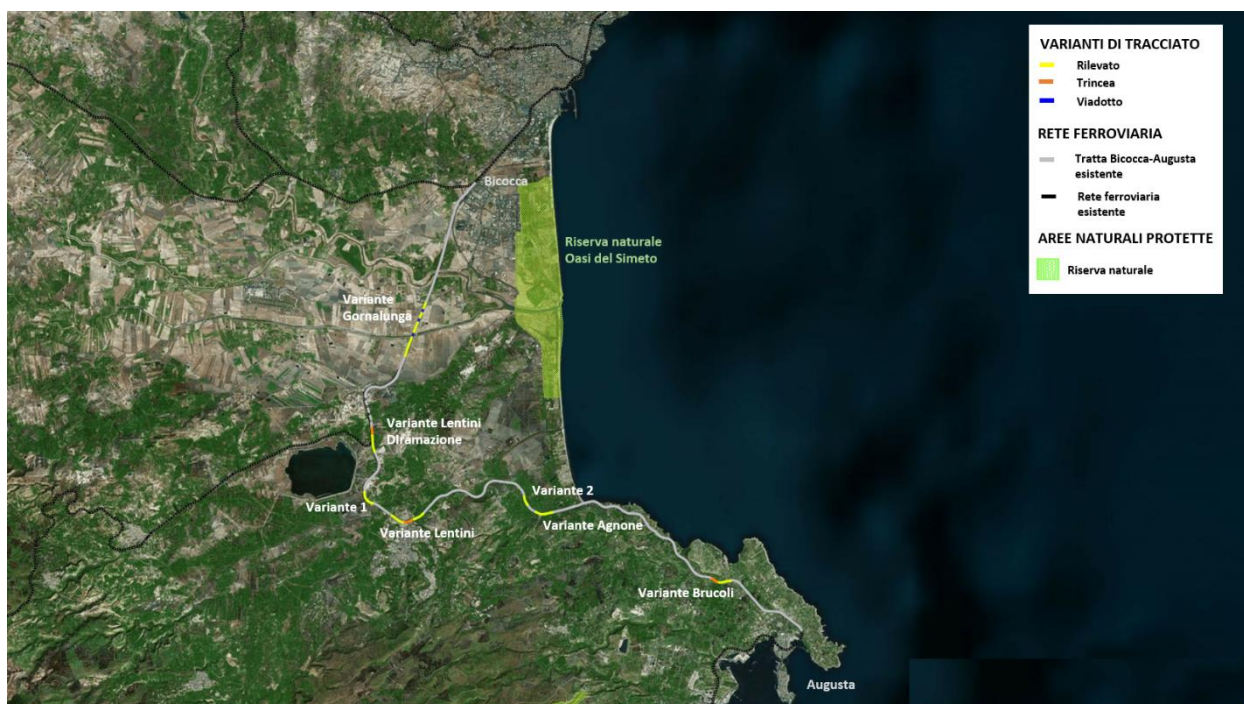 VARIANTI DI TRACCIATO
Rilevato
Trincea
Viadotto
RETE FERROVIARIA
Tratta Bicocca-Augusta
esistente
Rete ferroviaria
esistente
AREE NATURALI PROTETTE
Riserva naturale
Bicocca
Riserva naturale
Oasi del Simeto
Variante
Gornalunga
Variante Lentini
Diramazione
Variante 1
Variante Lentini
Variante 2
Variante Agnone
Variante Brucoli
Augusta